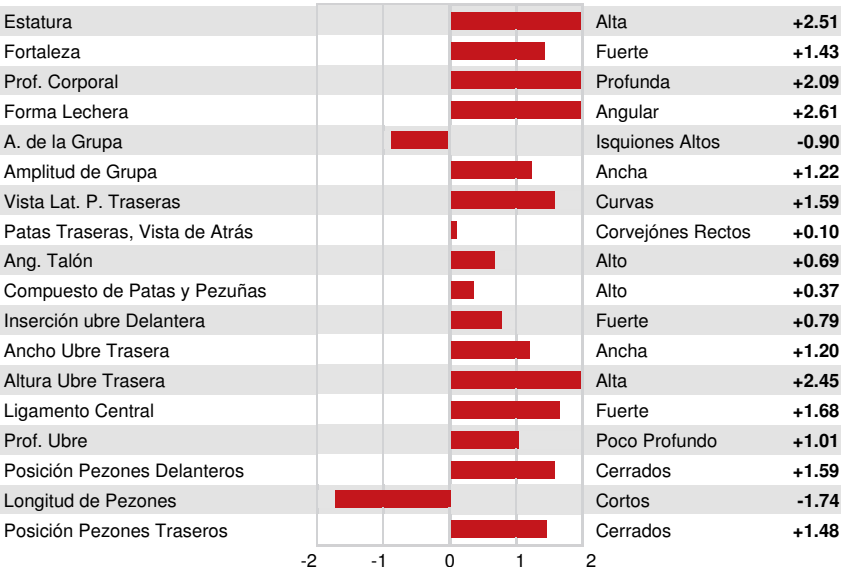 Estatura Alta +2.51
Fortaleza Fuerte +1.43
Prof. Corporal Profunda +2.09
Forma Lechera Angular +2.61
A. de la Grupa Isquiones Altos -0.90
Amplitud de Grupa Ancha +1.22
Vista Lat. P. Traseras Curvas +1.59
Patas Traseras, Vista de Atrás Corvejónes Rectos +0.10
Ang. Talón Alto +0.69
Compuesto de Patas y Pezuñas Alto +0.37
Inserción ubre Delantera Fuerte +0.79
Ancho Ubre Trasera Ancha +1.20
Altura Ubre Trasera Alta +2.45
Ligamento Central Fuerte +1.68
Prof. Ubre Poco Profundo +1.01
Posición Pezones Delanteros Cerrados +1.59
Longitud de Pezones Cortos -1.74
Posición Pezones Traseros Cerrados +1.48
-2 -1 0 1 2